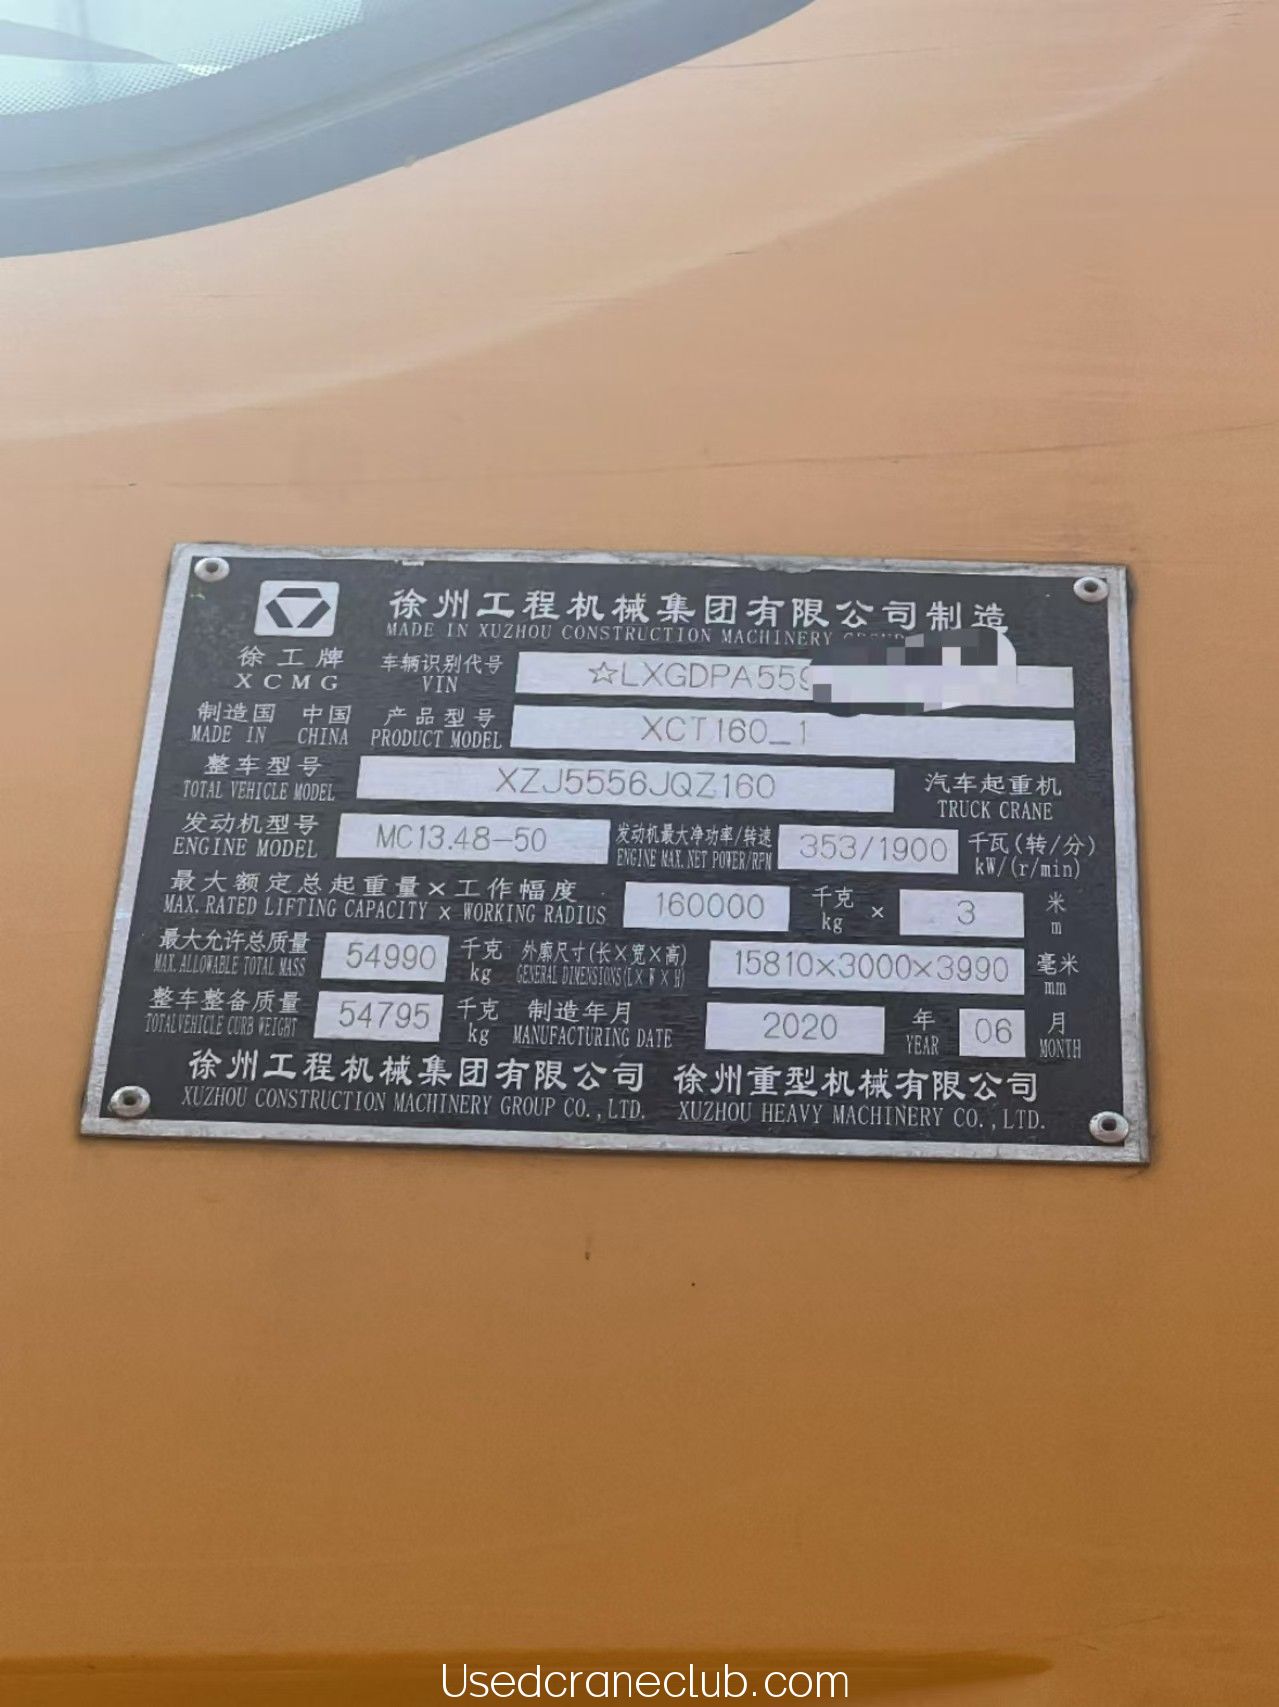 徐州工程机械集团有限公司制造
MADE IN XUZHOU CONSTRUCTION MACHINERY
徐工牌
XCMG
车辆识别代号 ☆LXGDPA559
VIN
制造国 中国
MADE IN CHINA
产品型号 XCT160_1
PRODUCT MODEL
整车型号 XZJ5556JQZ160 汽车起重机
TOTAL VEHICLE MODEL TRUCK CRANE
发动机型号 MC13.48-50 发动机最大净功率/转速 353/1900 千瓦(转/分)
ENGINE MODEL ENGINE MAX.NET POWER/RPM kW/(r/min)
最大额定总起重量×工作幅度 160000 千克 × 3 米
MAX.RATED LIFTING CAPACITY × WORKING RADIUS kg m
最大允许总质量 54990 千克 外廓尺寸(长×宽×高) 15810×3000×3990 毫米
MAX.ALLOWABLE TOTAL MASS kg GENERAL DIMENSIONS(L×W×H) mm
整车整备质量 54795 千克 制造年月 2020 年 06 月
TOTAL VEHICLE CURB WEIGHT kg MANUFACTURING DATE YEAR MONTH
徐州工程机械集团有限公司 徐州重型机械有限公司
XUZHOU CONSTRUCTION MACHINERY GROUP CO.,LTD. XUZHOU HEAVY MACHINERY CO.,LTD.
Usedcraneclub.com